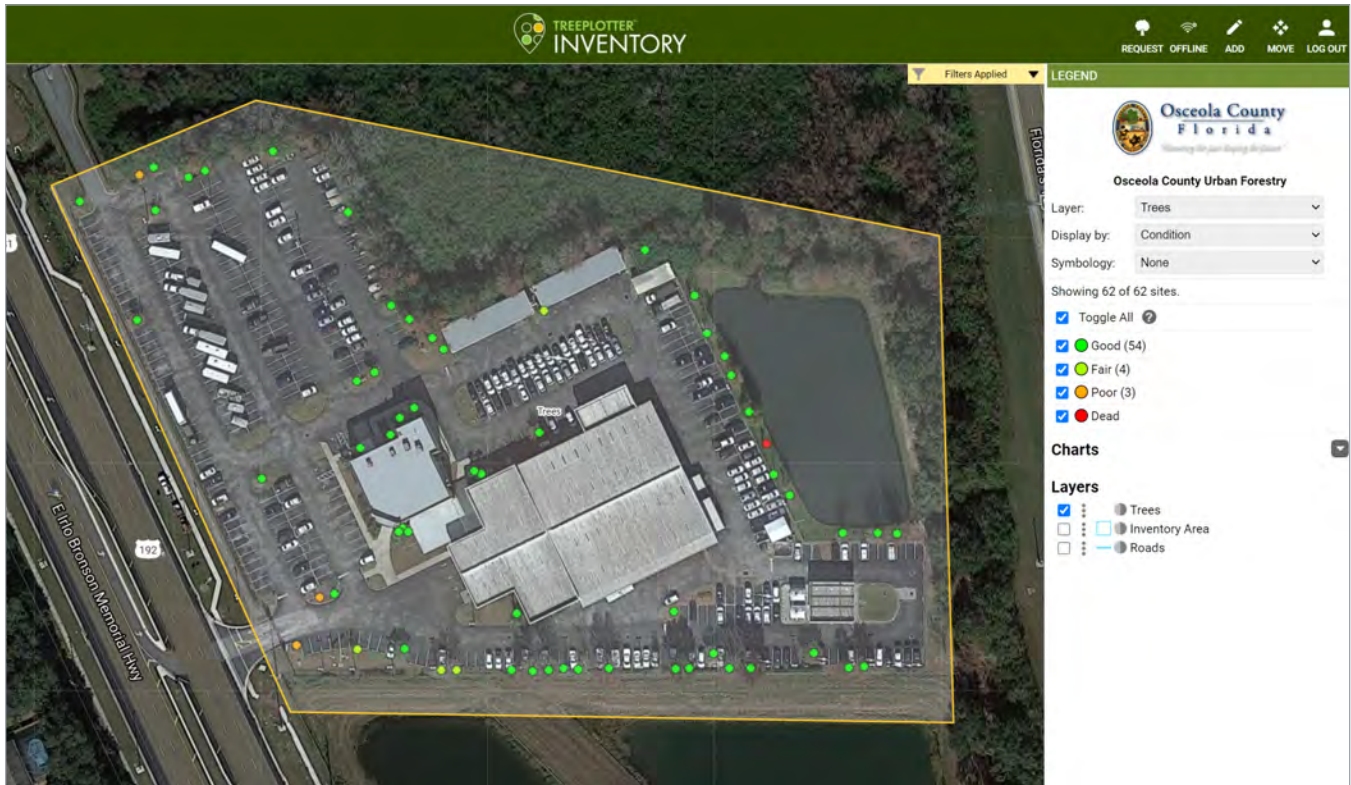 TREEPLOTTER
INVENTORY
REQUEST
OFFLINE
ADD
MOVE
LOG OUT
Filters Applied
LEGEND
Osceola County
Florida
Osceola County Urban Forestry
Layer:
Trees
Display by:
Condition
Symbology:
None
Showing 62 of 62 sites.
Toggle All ?
Good (54)
Fair (4)
Poor (3)
Dead
Charts
Layers
Trees
Inventory Area
Roads
Trees
192
E Irlo Bronson Memorial Hwy